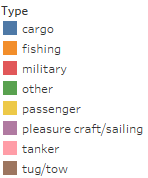 Type
cargo
fishing
military
other
passenger
pleasure craft/sailing
tanker
tug/tow